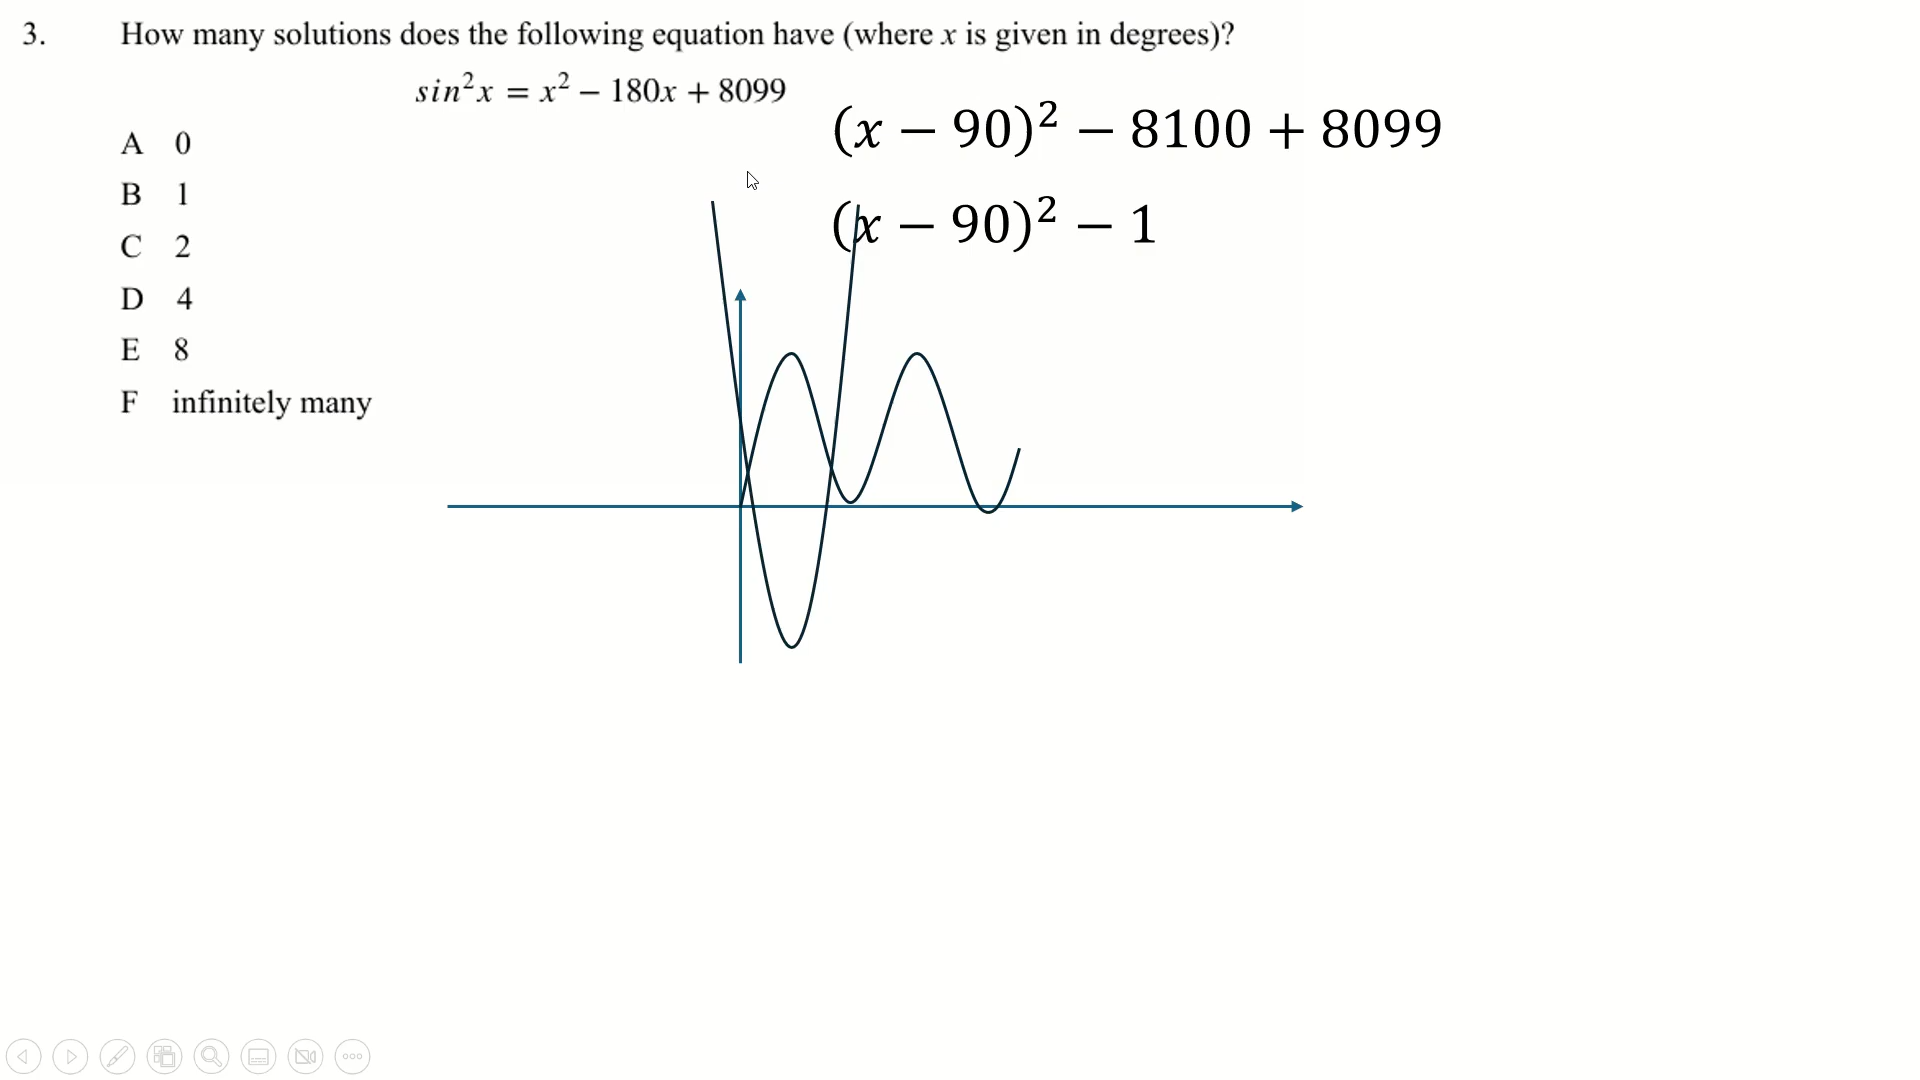 3. How many solutions does the following equation have (where x is given in degrees)?
sin²x = x² − 180x + 8099
(x − 90)² − 8100 + 8099
A 0
B 1
(x − 90)² − 1
C 2
D 4
E 8
F infinitely many